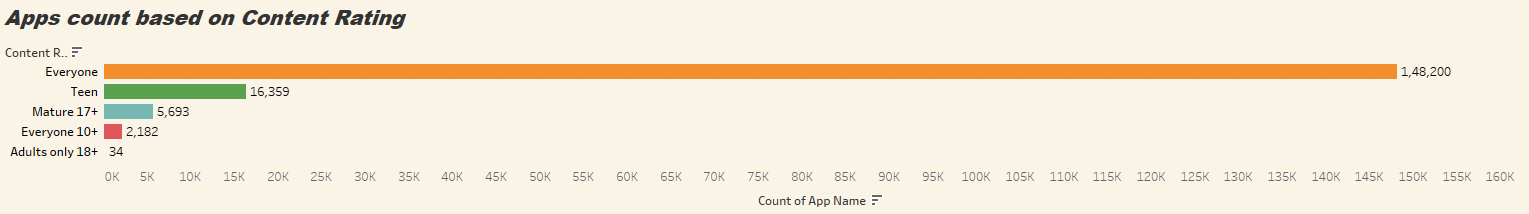 Apps count based on Content Rating
Content R..
Everyone 1,48,200
Teen 16,359
Mature 17+ 5,693
Everyone 10+ 2,182
Adults only 18+ 34
0K 5K 10K 15K 20K 25K 30K 35K 40K 45K 50K 55K 60K 65K 70K 75K 80K 85K 90K 95K 100K 105K 110K 115K 120K 125K 130K 135K 140K 145K 150K 155K 160K
Count of App Name